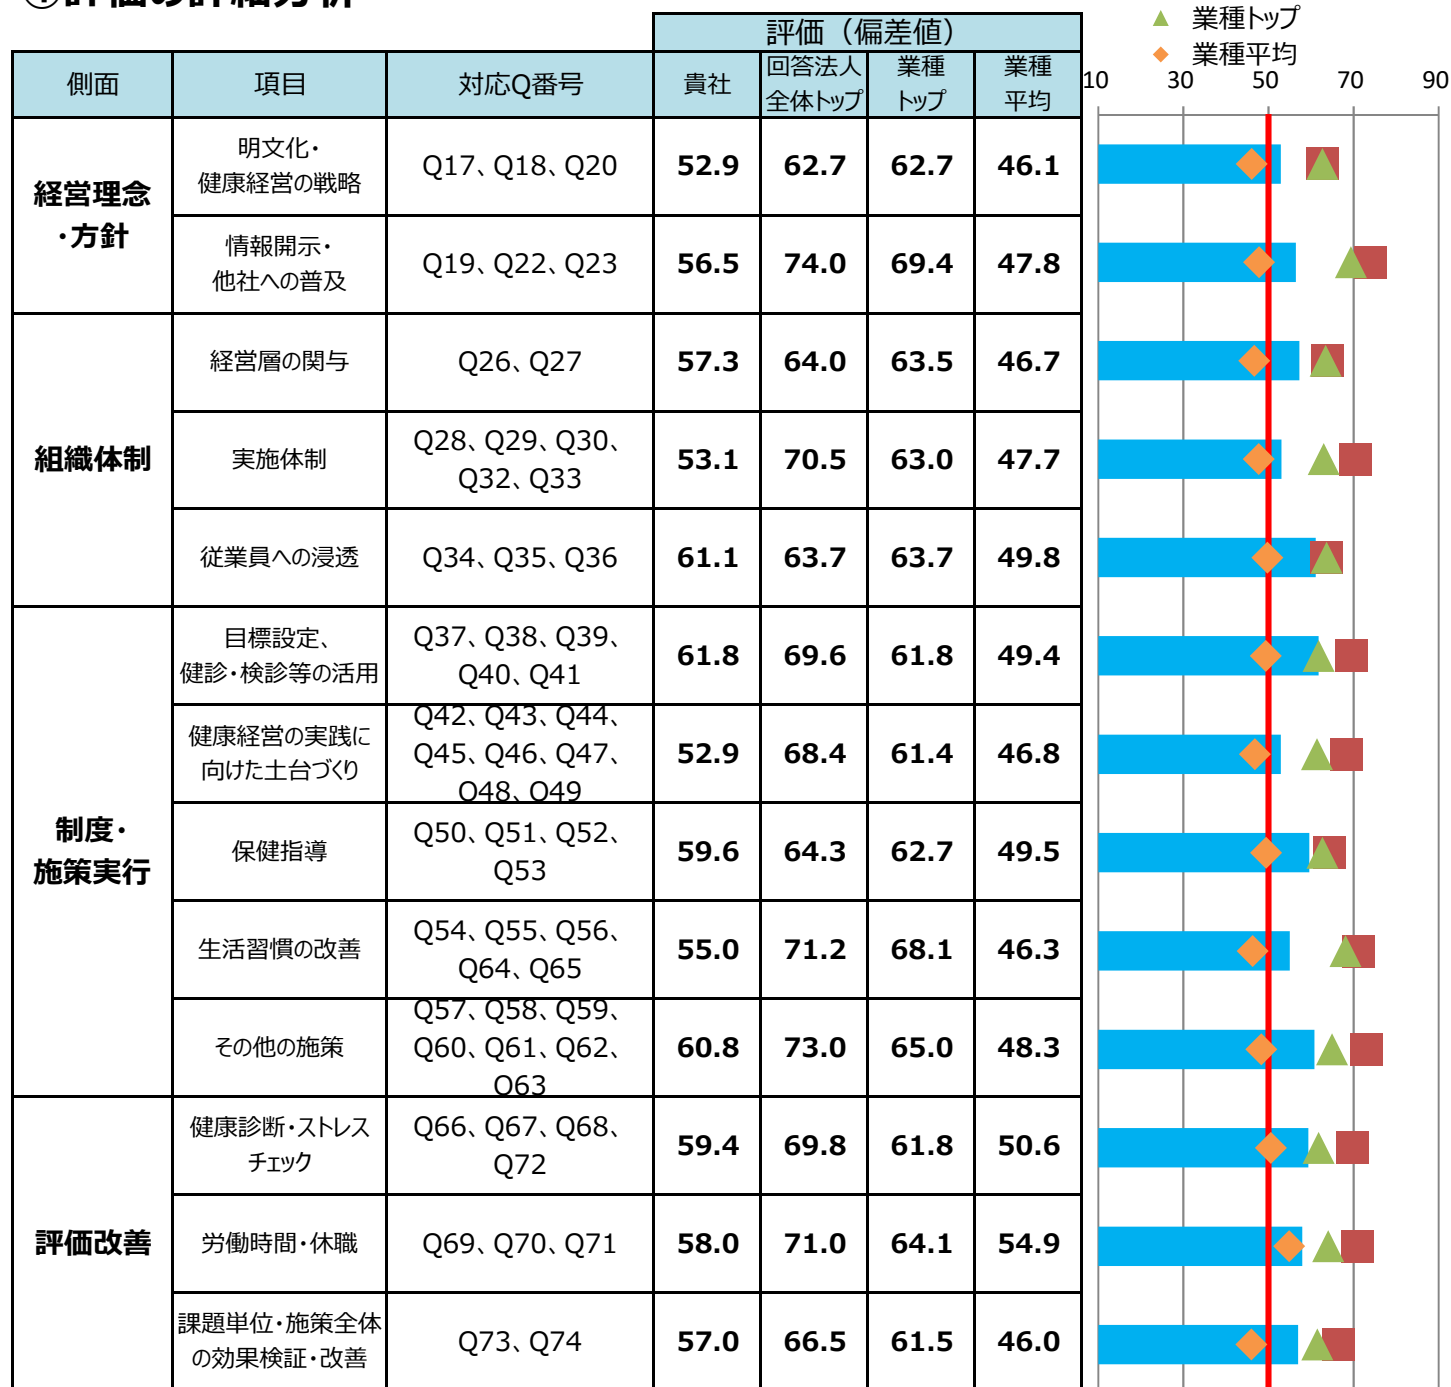 ①評価の詳細分析
業種トップ
業種平均
評価（偏差値）
側面 項目 対応Q番号 貴社 回答法人全体トップ 業種トップ 業種平均
10 30 50 70 90
経営理念
・方針
明文化・
健康経営の戦略
Q17、Q18、Q20
52.9 62.7 62.7 46.1
情報開示・
他社への普及
Q19、Q22、Q23
56.5 74.0 69.4 47.8
組織体制
経営層の関与
Q26、Q27
57.3 64.0 63.5 46.7
実施体制
Q28、Q29、Q30、
Q32、Q33
53.1 70.5 63.0 47.7
従業員への浸透
Q34、Q35、Q36
61.1 63.7 63.7 49.8
制度・
施策実行
目標設定、
健診・検診等の活用
Q37、Q38、Q39、
Q40、Q41
61.8 69.6 61.8 49.4
健康経営の実践に
向けた土台づくり
Q42、Q43、Q44、
Q45、Q46、Q47、
Q48、Q49
52.9 68.4 61.4 46.8
保健指導
Q50、Q51、Q52、
Q53
59.6 64.3 62.7 49.5
生活習慣の改善
Q54、Q55、Q56、
Q64、Q65
55.0 71.2 68.1 46.3
その他の施策
Q57、Q58、Q59、
Q60、Q61、Q62、
Q63
60.8 73.0 65.0 48.3
評価改善
健康診断・ストレス
チェック
Q66、Q67、Q68、
Q72
59.4 69.8 61.8 50.6
労働時間・休職
Q69、Q70、Q71
58.0 71.0 64.1 54.9
課題単位・施策全体
の効果検証・改善
Q73、Q74
57.0 66.5 61.5 46.0